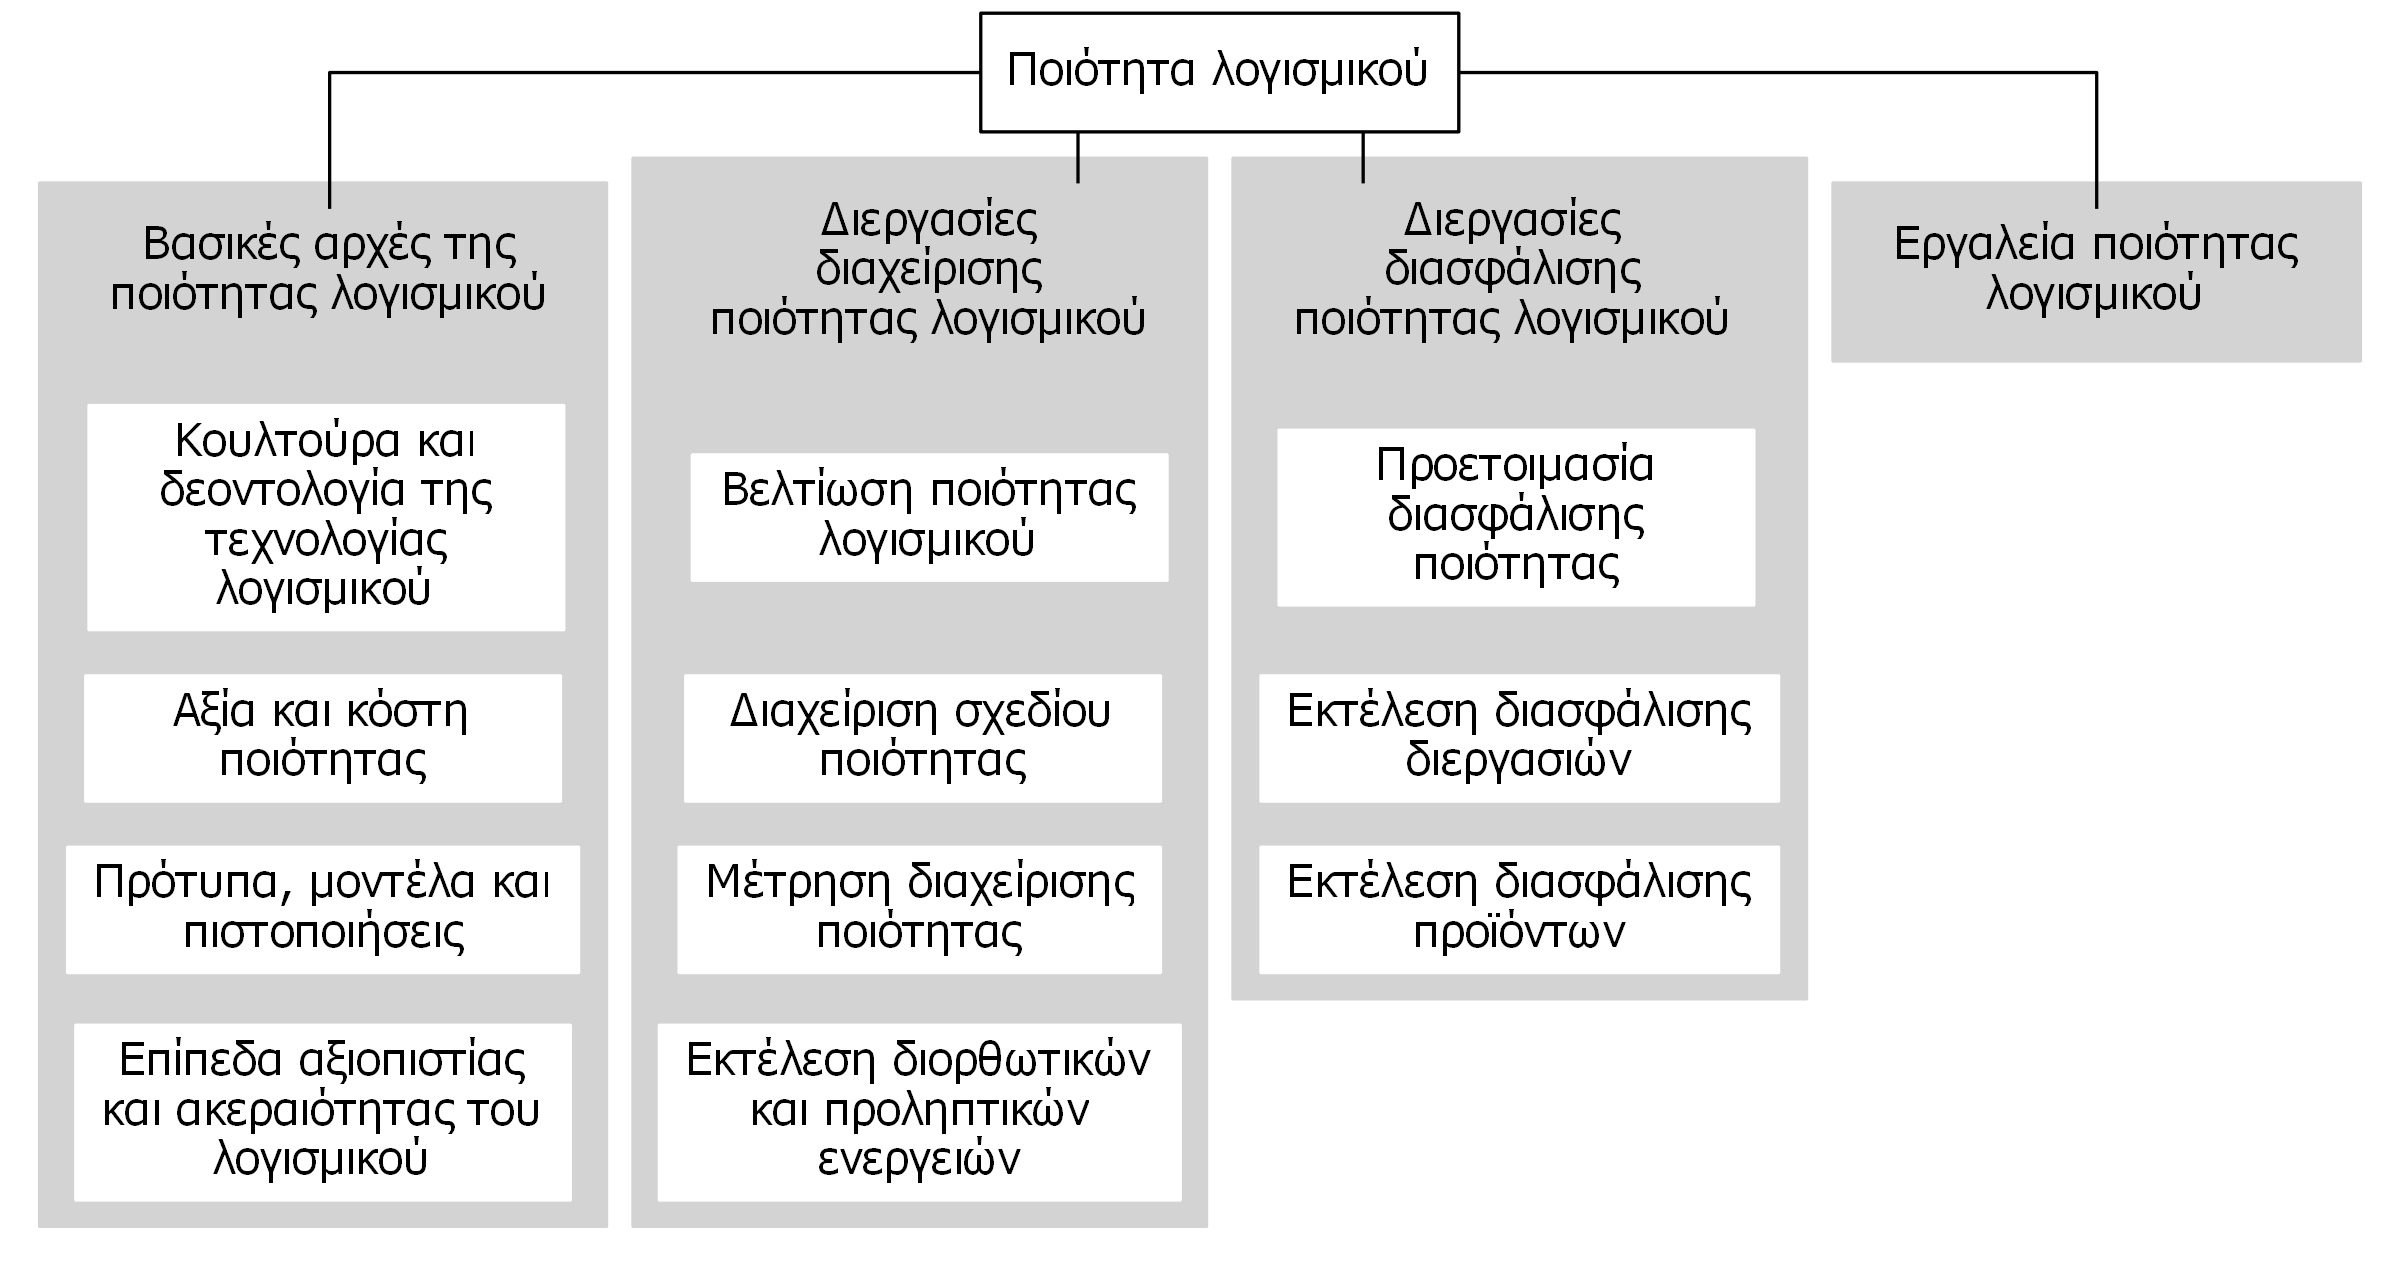 Ποιότητα λογισμικού
Βασικές αρχές της
ποιότητας λογισμικού
Κουλτούρα και
δεοντολογία της
τεχνολογίας
λογισμικού
Αξία και κόστη
ποιότητας
Πρότυπα, μοντέλα και
πιστοποιήσεις
Επίπεδα αξιοπιστίας
και ακεραιότητας του
λογισμικού
Διεργασίες
διαχείρισης
ποιότητας λογισμικού
Βελτίωση ποιότητας
λογισμικού
Διαχείριση σχεδίου
ποιότητας
Μέτρηση διαχείρισης
ποιότητας
Εκτέλεση διορθωτικών
και προληπτικών
ενεργειών
Διεργασίες
διασφάλισης
ποιότητας λογισμικού
Προετοιμασία
διασφάλισης
ποιότητας
Εκτέλεση διασφάλισης
διεργασιών
Εκτέλεση διασφάλισης
προϊόντων
Εργαλεία ποιότητας
λογισμικού